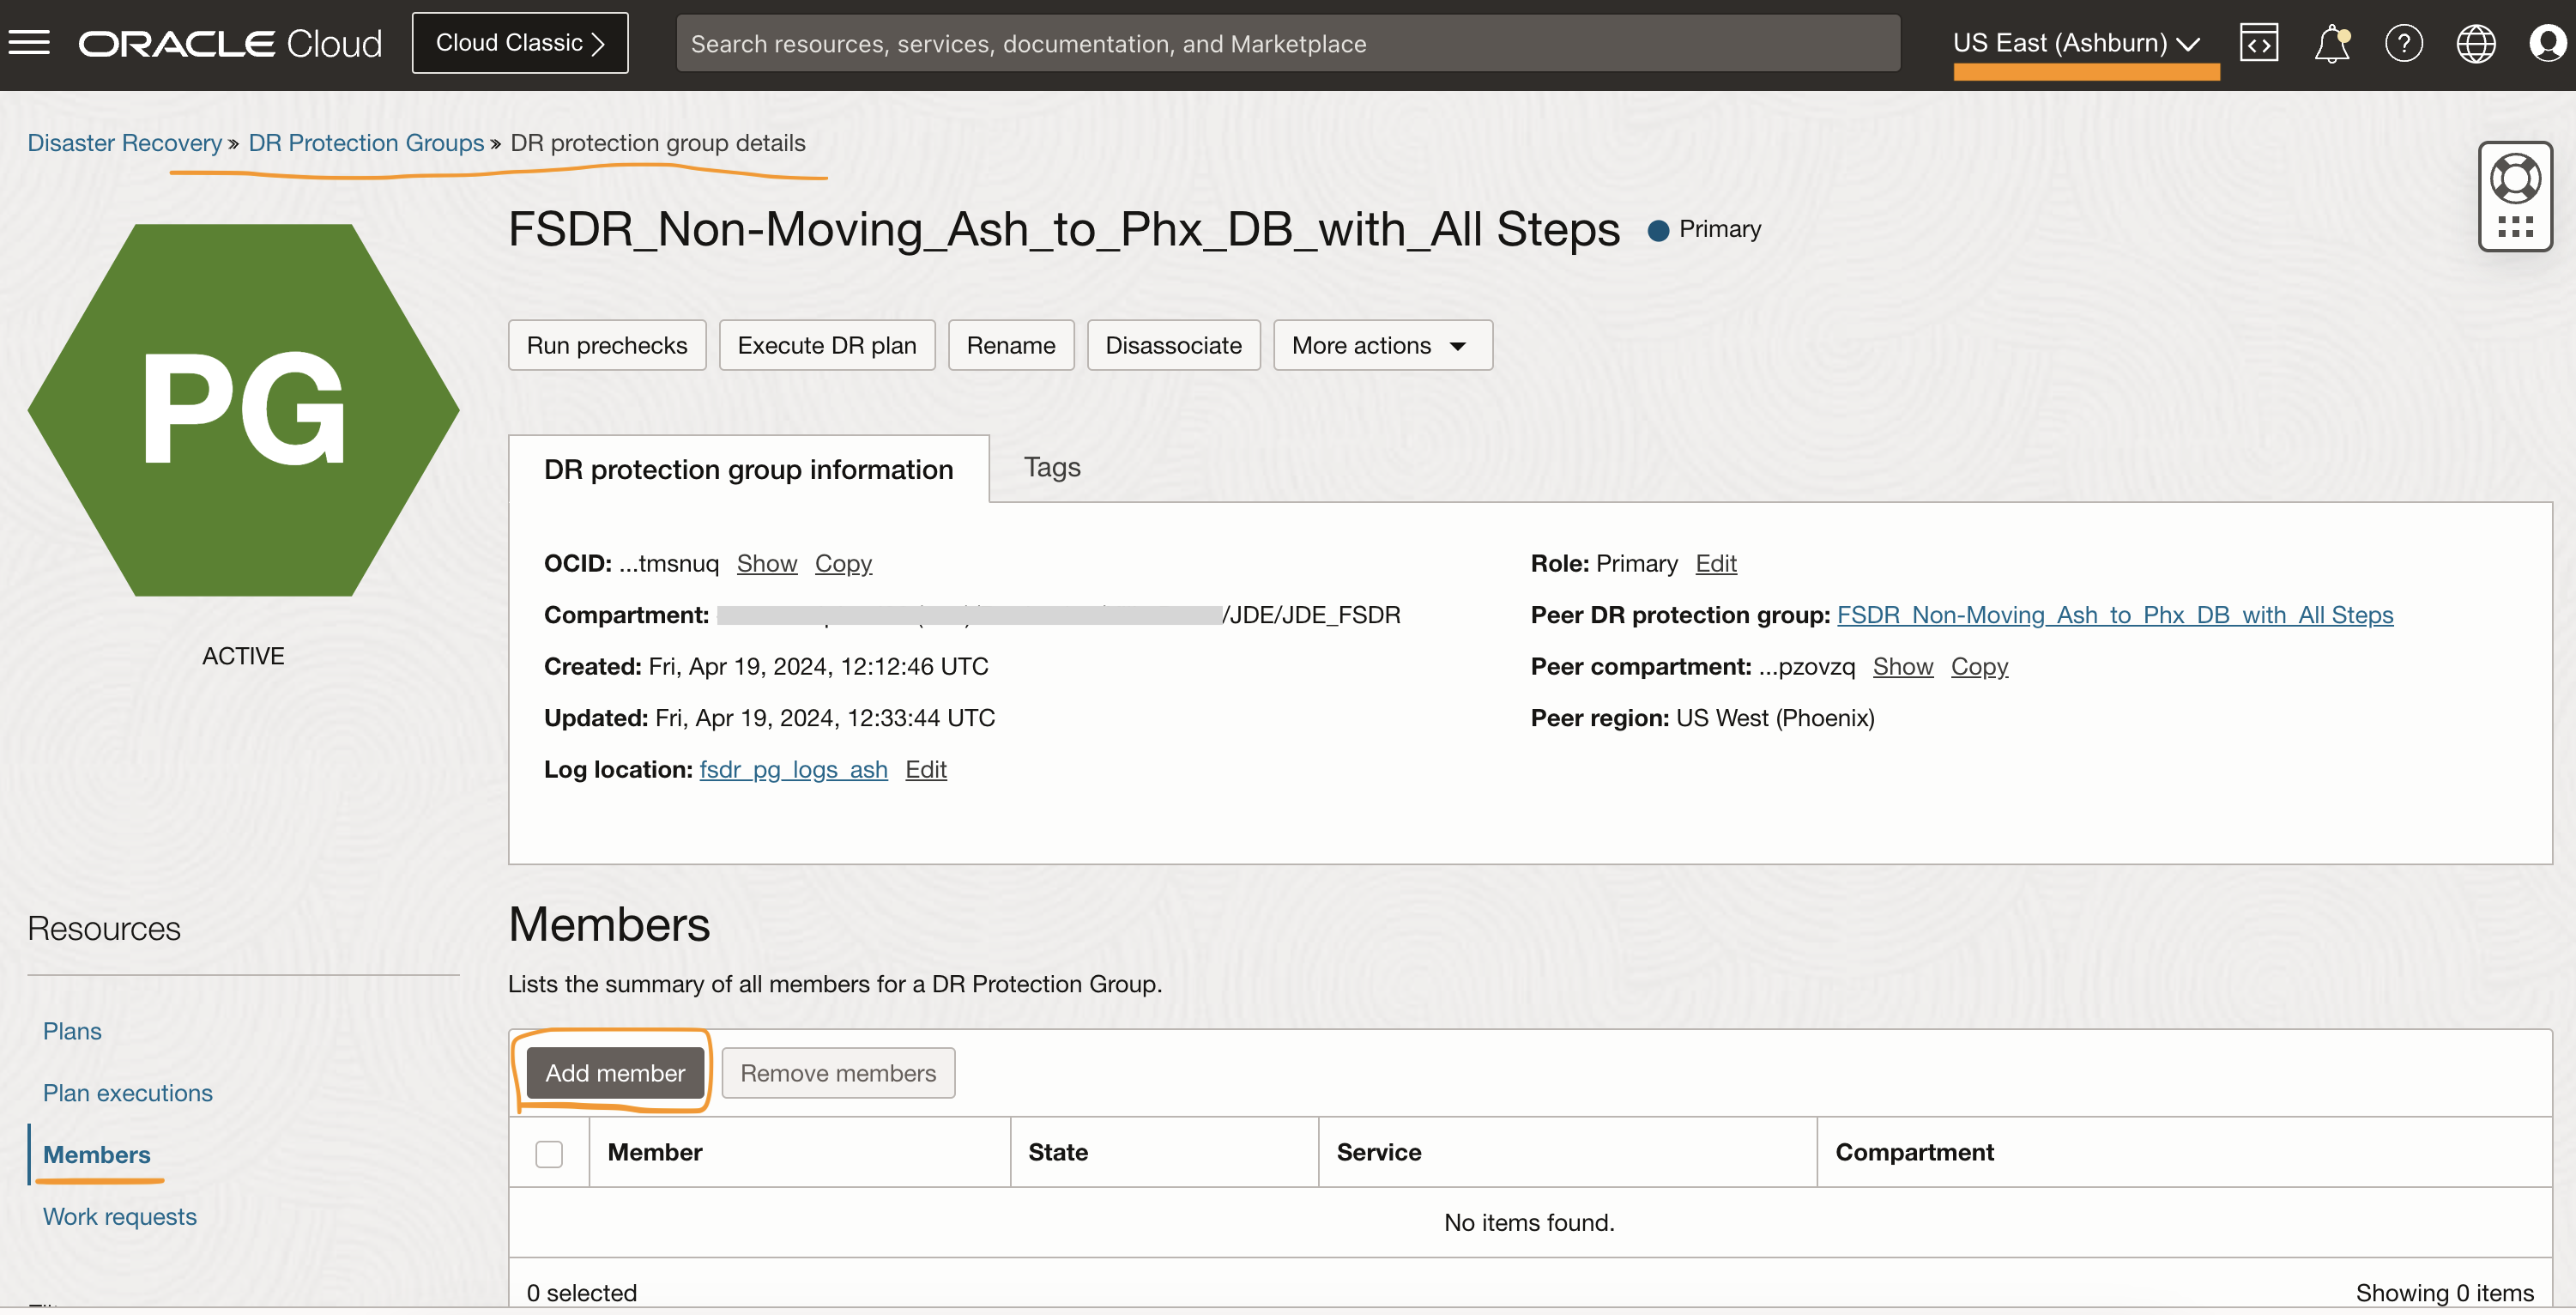 ORACLE Cloud Cloud Classic Search resources, services, documentation, and Marketplace US East (Ashburn)
Disaster Recovery » DR Protection Groups » DR protection group details
FSDR_Non-Moving_Ash_to_Phx_DB_with_All Steps Primary
Run prechecks Execute DR plan Rename Disassociate More actions
PG
ACTIVE
DR protection group information Tags
OCID: ...tmsnuq Show Copy
Compartment: /JDE/JDE_FSDR
Created: Fri, Apr 19, 2024, 12:12:46 UTC
Updated: Fri, Apr 19, 2024, 12:33:44 UTC
Log location: fsdr_pg_logs_ash Edit
Role: Primary Edit
Peer DR protection group: FSDR_Non-Moving_Ash_to_Phx_DB_with_All Steps
Peer compartment: ...pzovzq Show Copy
Peer region: US West (Phoenix)
Resources
Plans
Plan executions
Members
Work requests
Members
Lists the summary of all members for a DR Protection Group.
Add member Remove members
Member State Service Compartment
No items found.
0 selected Showing 0 items